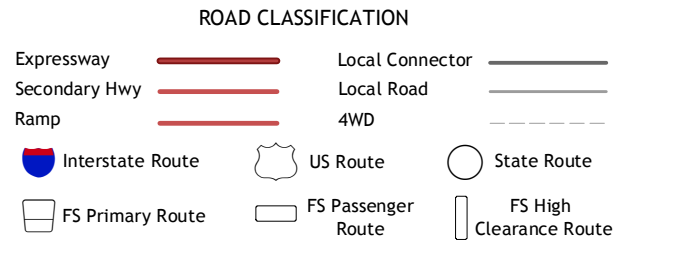 ROAD CLASSIFICATION
Expressway
Local Connector
Secondary Hwy
Local Road
Ramp
4WD
Interstate Route
US Route
State Route
FS Primary Route
FS Passenger
Route
FS High
Clearance Route